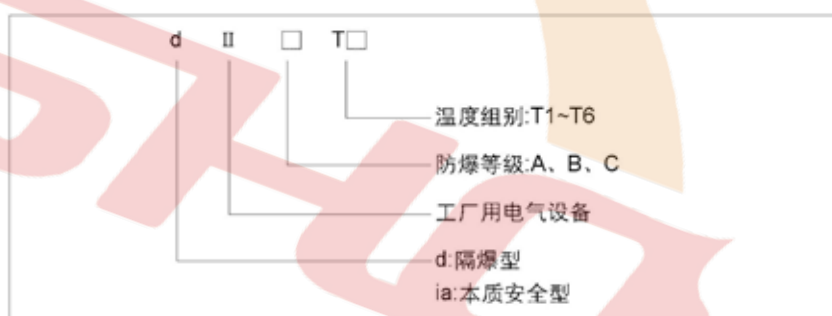 d II □ T□
温度组别:T1~T6
防爆等级:A、B、C
工厂用电气设备
d:隔爆型
ia:本质安全型